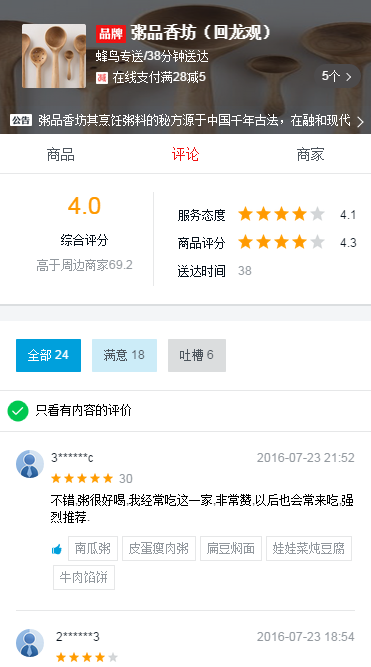 品牌 粥品香坊（回龙观）
蜂鸟专送/38分钟送达
减 在线支付满28减5 5个
公告 粥品香坊其烹饪粥料的秘方源于中国千年古法，在融和现代
商品 评论 商家
4.0
综合评分
高于周边商家69.2
服务态度 4.1
商品评分 4.3
送达时间 38
全部 24 满意 18 吐槽 6
只看有内容的评价
3******c 2016-07-23 21:52
30
不错,粥很好喝,我经常吃这一家,非常赞,以后也会常来吃,强
烈推荐.
南瓜粥 皮蛋瘦肉粥 扁豆焖面 娃娃菜炖豆腐
牛肉馅饼
2******3 2016-07-23 18:54